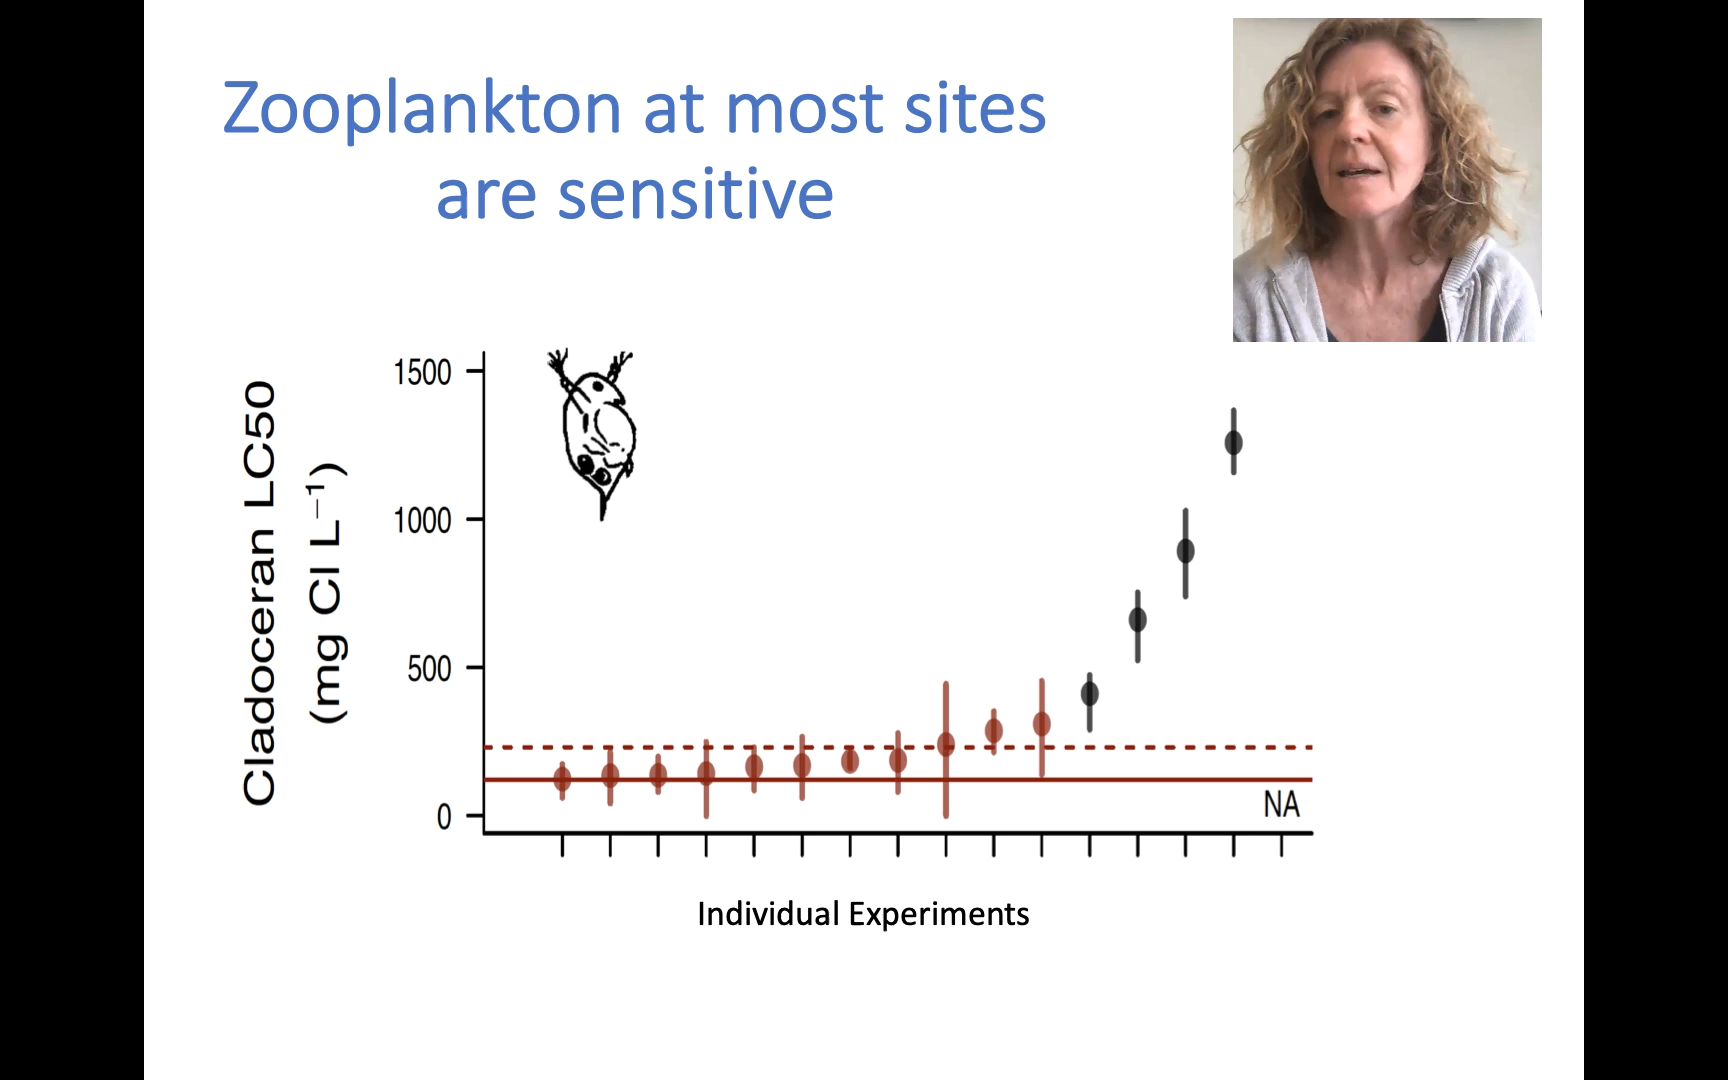 Zooplankton at most sites
are sensitive
Cladoceran LC50
(mg Cl L⁻¹)
1500
1000
500
0
NA
Individual Experiments